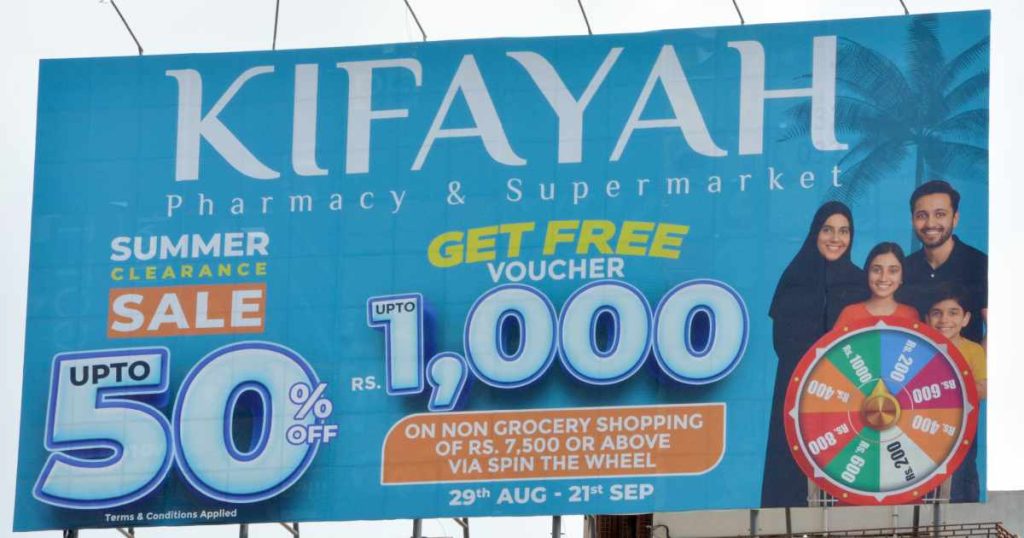 KIFAYAH
Pharmacy & Supermarket
SUMMER
CLEARANCE
SALE
UPTO
50% OFF
Terms & Conditions Applied
GET FREE
VOUCHER
UPTO
RS. 1,000
ON NON GROCERY SHOPPING
OF RS. 7,500 OR ABOVE
VIA SPIN THE WHEEL
29th AUG - 21st SEP
Rs. 1000
Rs. 200
Rs. 600
Rs. 400
Rs. 200
Rs. 600
Rs. 800
Rs. 400